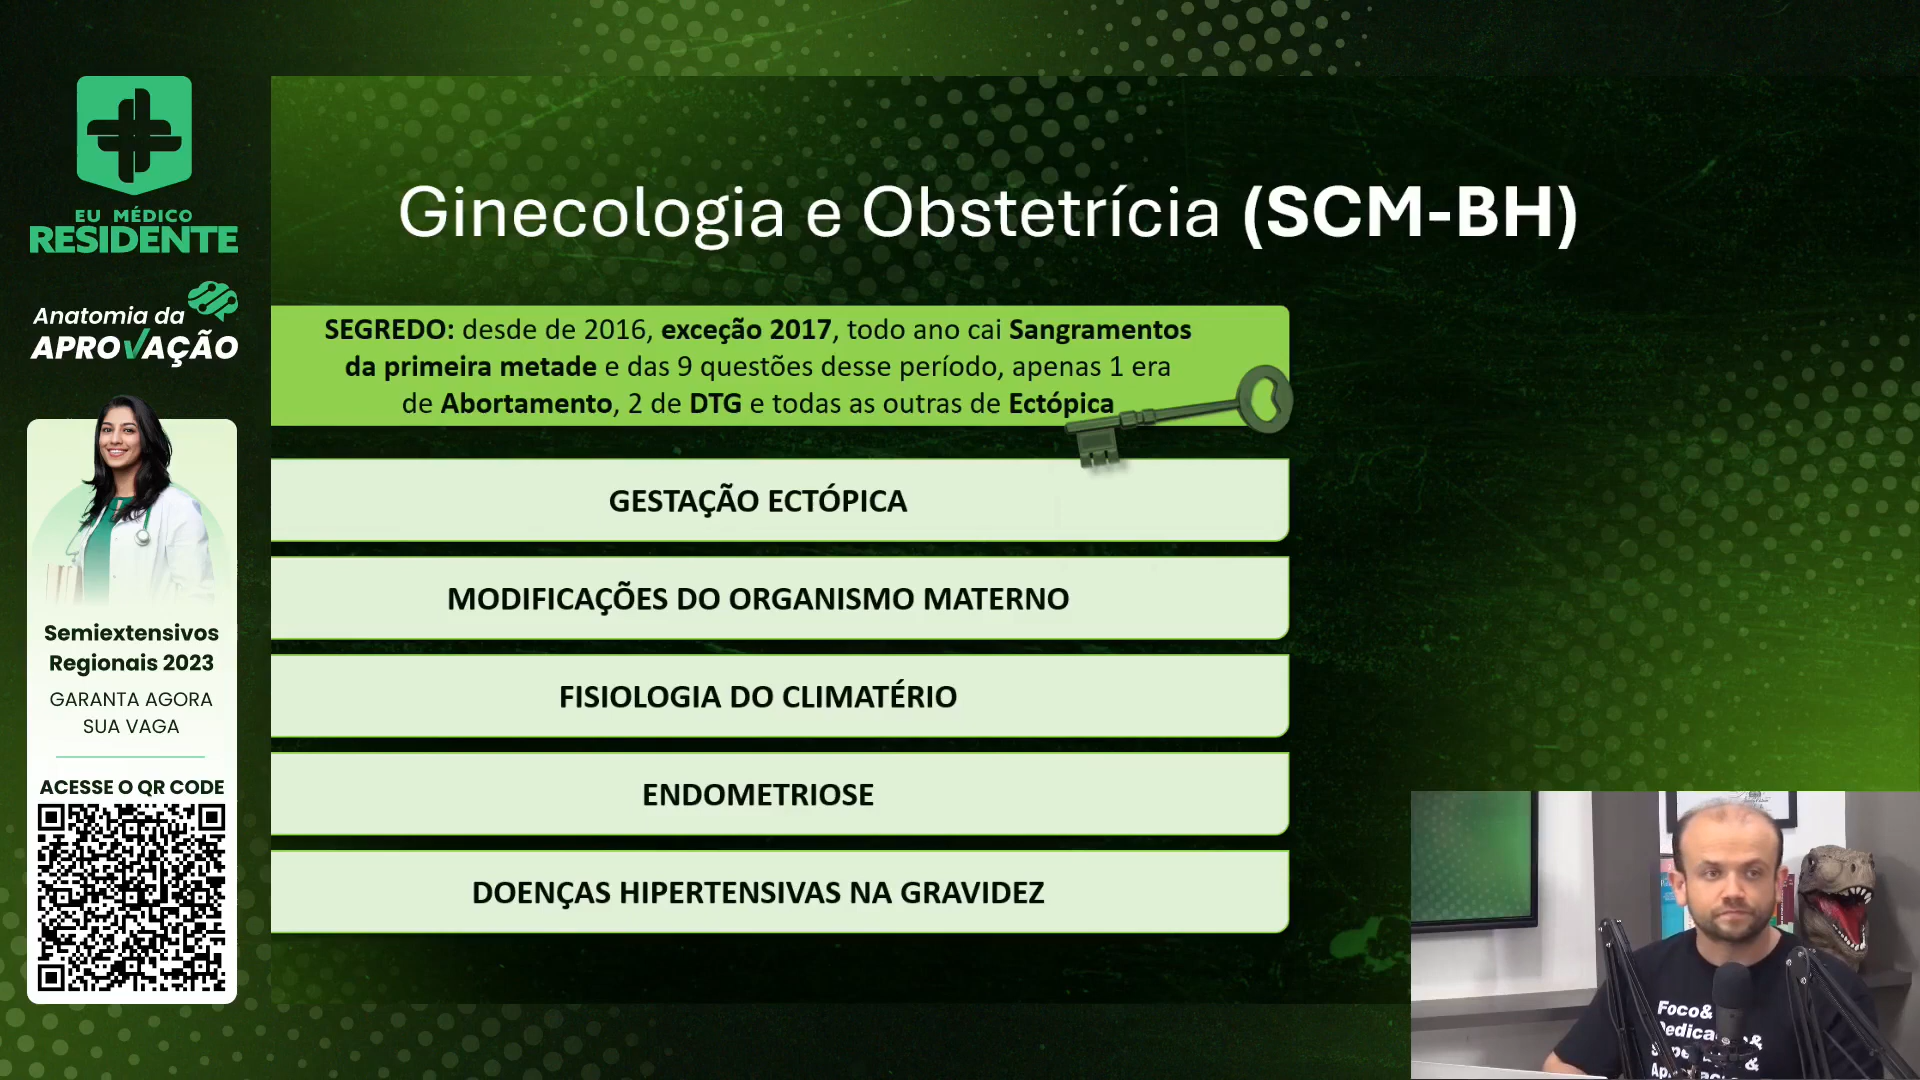 EU MÉDICO
RESIDENTE
Anatomia da
APROVAÇÃO
Semiextensivos
Regionais 2023
GARANTA AGORA
SUA VAGA
ACESSE O QR CODE
Ginecologia e Obstetrícia (SCM-BH)
SEGREDO: desde de 2016, exceção 2017, todo ano cai Sangramentos
da primeira metade e das 9 questões desse período, apenas 1 era
de Abortamento, 2 de DTG e todas as outras de Ectópica
GESTAÇÃO ECTÓPICA
MODIFICAÇÕES DO ORGANISMO MATERNO
FISIOLOGIA DO CLIMATÉRIO
ENDOMETRIOSE
DOENÇAS HIPERTENSIVAS NA GRAVIDEZ
Foco&